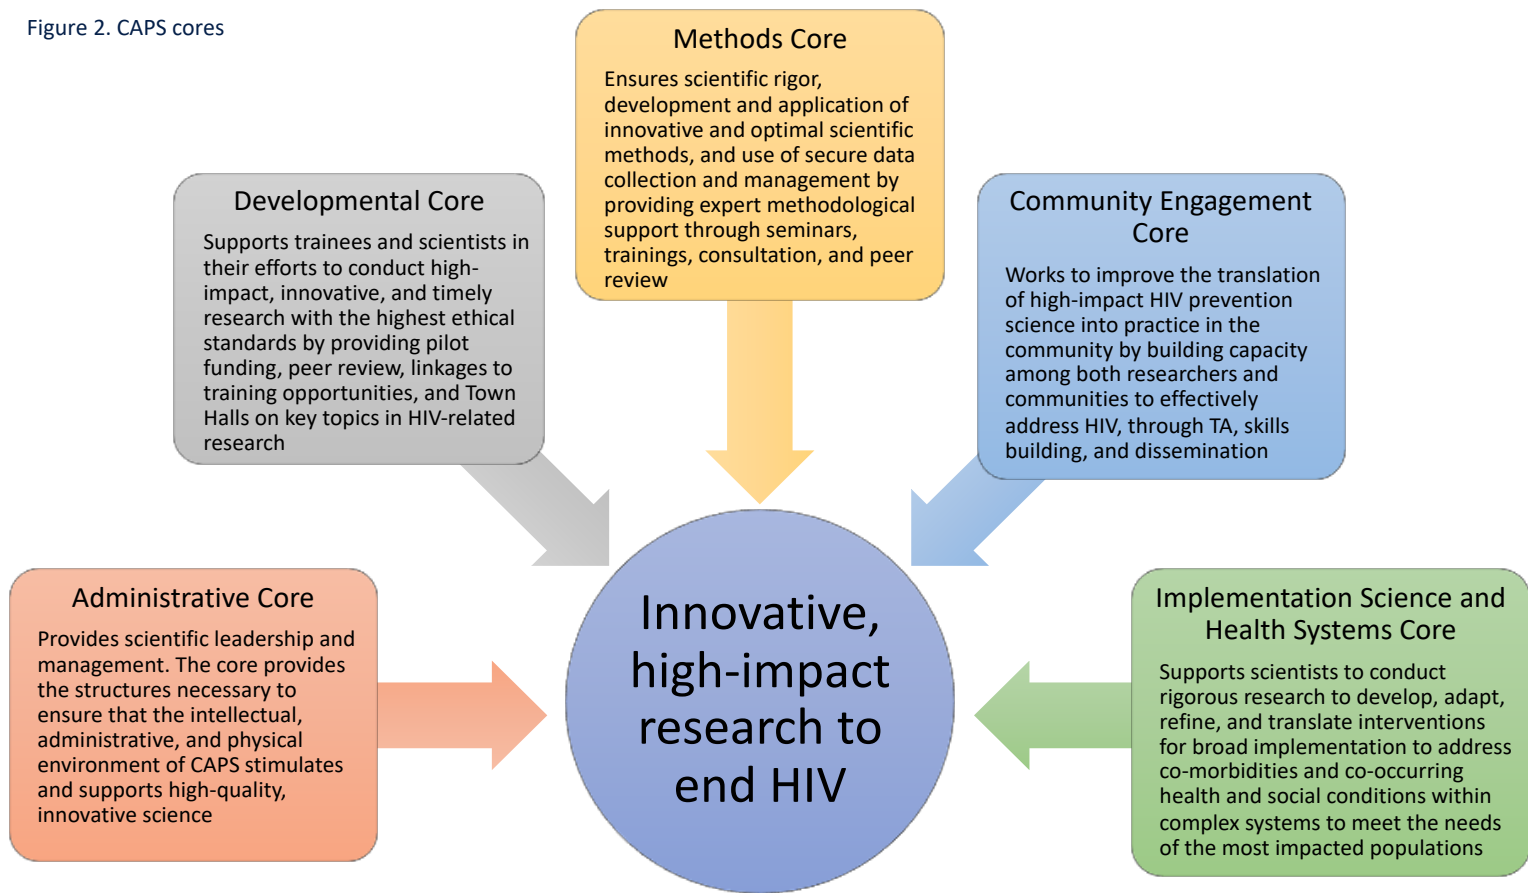 Figure 2. CAPS cores
Methods Core
Ensures scientific rigor,
development and application of
innovative and optimal scientific
methods, and use of secure data
collection and management by
providing expert methodological
support through seminars,
trainings, consultation, and peer
review
Developmental Core
Supports trainees and scientists in
their efforts to conduct high-
impact, innovative, and timely
research with the highest ethical
standards by providing pilot
funding, peer review, linkages to
training opportunities, and Town
Halls on key topics in HIV-related
research
Community Engagement
Core
Works to improve the translation
of high-impact HIV prevention
science into practice in the
community by building capacity
among both researchers and
communities to effectively
address HIV, through TA, skills
building, and dissemination
Administrative Core
Provides scientific leadership and
management. The core provides
the structures necessary to
ensure that the intellectual,
administrative, and physical
environment of CAPS stimulates
and supports high-quality,
innovative science
Innovative,
high-impact
research to
end HIV
Implementation Science and
Health Systems Core
Supports scientists to conduct
rigorous research to develop, adapt,
refine, and translate interventions
for broad implementation to address
co-morbidities and co-occurring
health and social conditions within
complex systems to meet the needs
of the most impacted populations